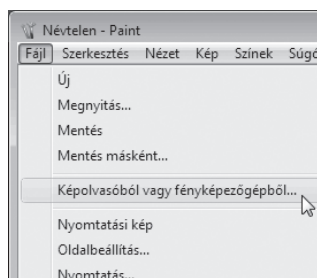 Névtelen - Paint
Fájl Szerkesztés Nézet Kép Színek Súgó
Új
Megnyitás...
Mentés
Mentés másként...
Képolvasóból vagy fényképezőgépből...
Nyomtatási kép
Oldalbeállítás...
Nyomtatás...